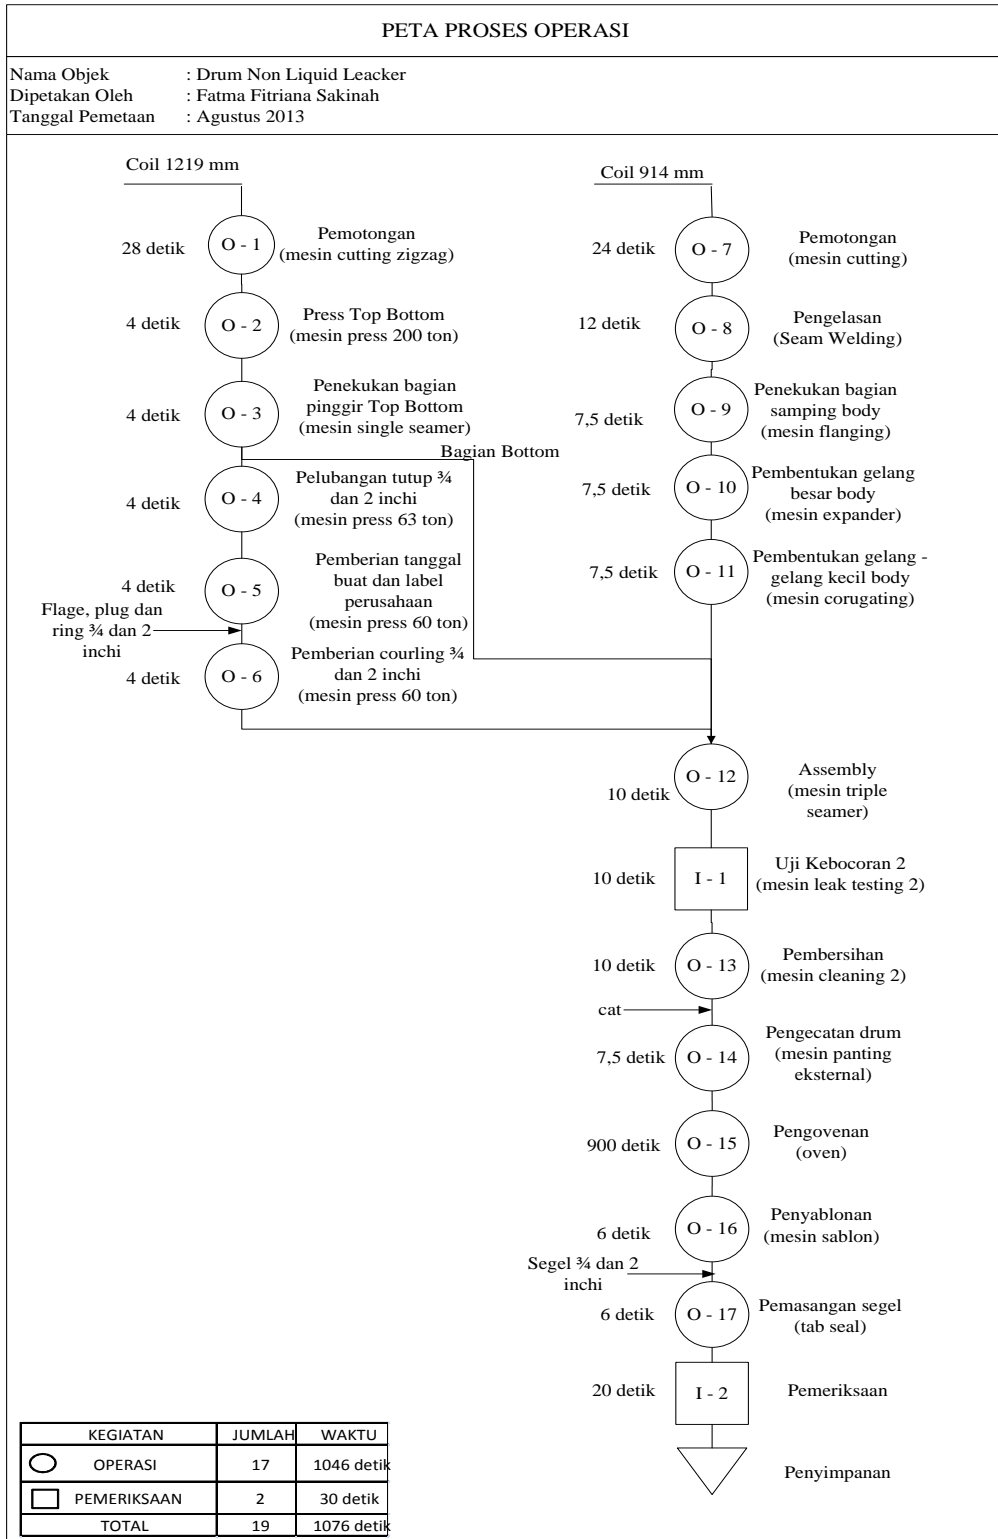 PETA PROSES OPERASI
Nama Objek : Drum Non Liquid Leacker
Dipetakan Oleh : Fatma Fitriana Sakinah
Tanggal Pemetaan : Agustus 2013
Coil 1219 mm
28 detik
O - 1
Pemotongan
(mesin cutting zigzag)
4 detik
O - 2
Press Top Bottom
(mesin press 200 ton)
4 detik
O - 3
Penekukan bagian
pinggir Top Bottom
(mesin single seamer)
Bagian Bottom
4 detik
O - 4
Pelubangan tutup ¾
dan 2 inchi
(mesin press 63 ton)
4 detik
O - 5
Pemberian tanggal
buat dan label
perusahaan
(mesin press 60 ton)
Flage, plug dan
ring ¾ dan 2
inchi
4 detik
O - 6
Pemberian courling ¾
dan 2 inchi
(mesin press 60 ton)
Coil 914 mm
24 detik
O - 7
Pemotongan
(mesin cutting)
12 detik
O - 8
Pengelasan
(Seam Welding)
7,5 detik
O - 9
Penekukan bagian
samping body
(mesin flanging)
7,5 detik
O - 10
Pembentukan gelang
besar body
(mesin expander)
7,5 detik
O - 11
Pembentukan gelang -
gelang kecil body
(mesin corugating)
10 detik
O - 12
Assembly
(mesin triple
seamer)
10 detik
I - 1
Uji Kebocoran 2
(mesin leak testing 2)
10 detik
O - 13
Pembersihan
(mesin cleaning 2)
cat
7,5 detik
O - 14
Pengecatan drum
(mesin panting
eksternal)
900 detik
O - 15
Pengovenan
(oven)
6 detik
O - 16
Penyablonan
(mesin sablon)
Segel ¾ dan 2
inchi
6 detik
O - 17
Pemasangan segel
(tab seal)
20 detik
I - 2
Pemeriksaan
Penyimpanan
KEGIATAN JUMLAH WAKTU
OPERASI 17 1046 detik
PEMERIKSAAN 2 30 detik
TOTAL 19 1076 detik